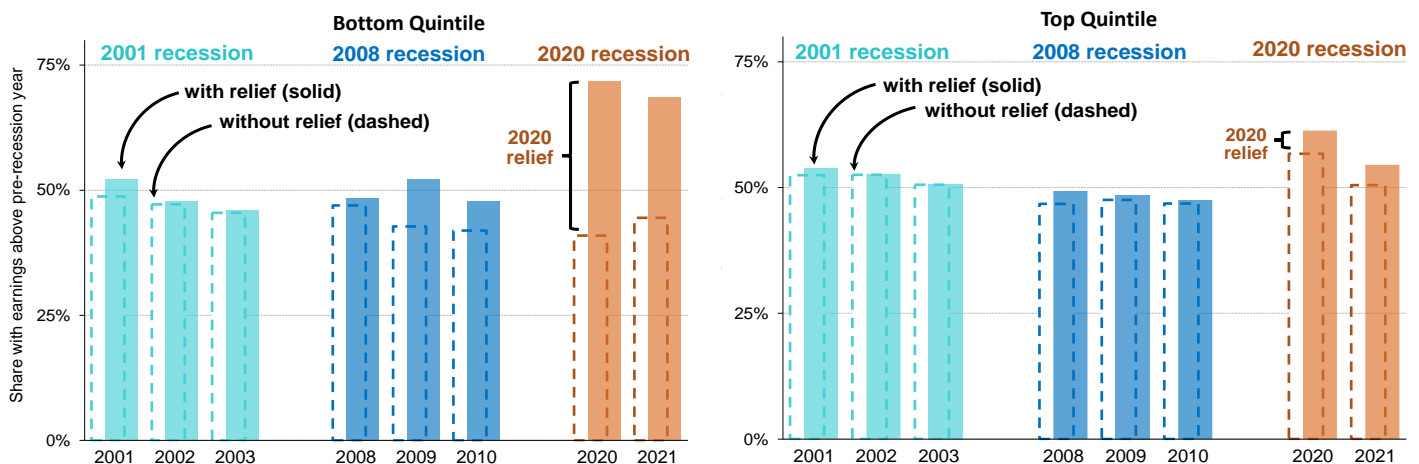 Bottom Quintile
2001 recession
2008 recession
2020 recession
Share with earnings above pre-recession year
75%
50%
25%
0%
with relief (solid)
without relief (dashed)
2020
relief
2001 2002 2003 2008 2009 2010 2020 2021
Top Quintile
2001 recession
2008 recession
2020 recession
75%
50%
25%
0%
with relief (solid)
without relief (dashed)
2020
relief
2001 2002 2003 2008 2009 2010 2020 2021